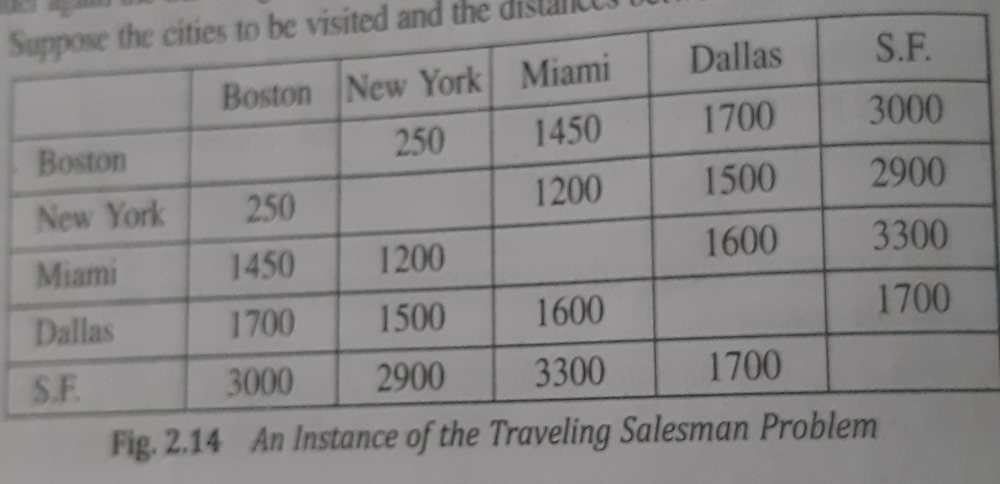 Suppose the cities to be visited and the distances
Boston New York Miami Dallas S.F.
Boston 250 1450 1700 3000
New York 250 1200 1500 2900
Miami 1450 1200 1600 3300
Dallas 1700 1500 1600 1700
S.F. 3000 2900 3300 1700
Fig. 2.14 An Instance of the Traveling Salesman Problem